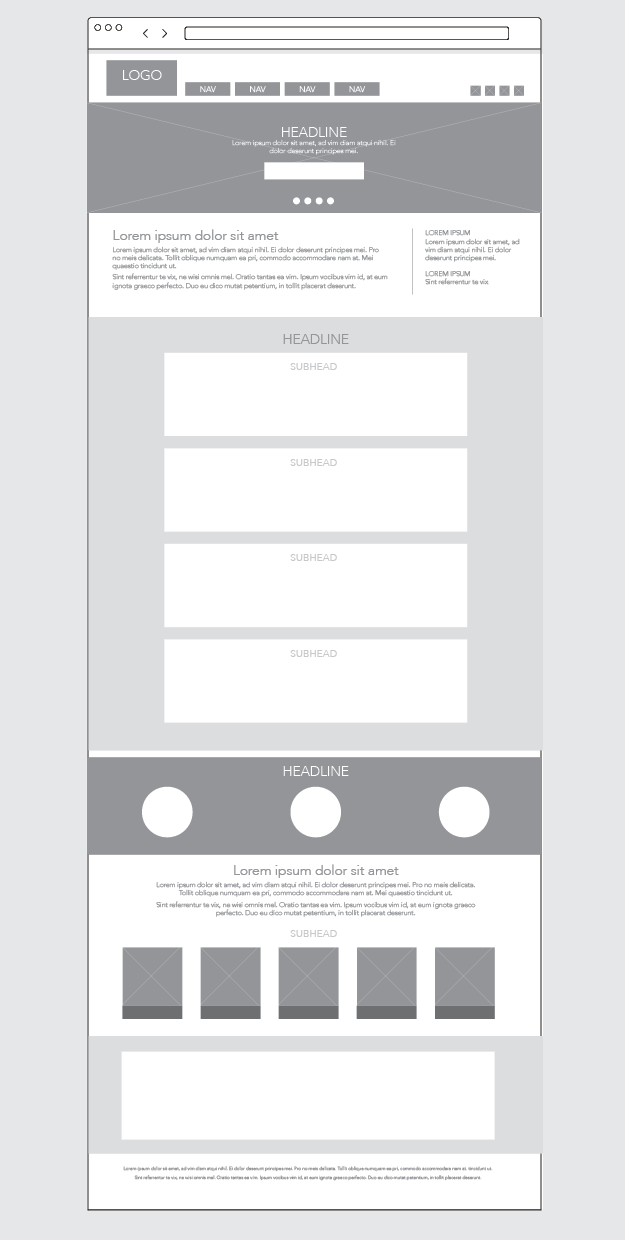 LOGO
NAV
NAV
NAV
NAV
HEADLINE
Lorem ipsum dolor sit amet, ad vim diam atqui nihil. Ei
dolor deserunt principes mei.
Lorem ipsum dolor sit amet
Lorem ipsum dolor sit amet, ad vim diam atqui nihil. Ei dolor deserunt principes mei. Pro
no meis delicata. Tollit oblique numquam ea pri, commodo accommodare nam at. Mei
quaestio tincidunt ut.
Sint referrentur te vix, ne wisi omnis mel. Oratio tantas ea vim. Ipsum vocibus vim id, at eum
ignota graeco perfecto. Duo eu dico mutat petentium, in tollit placerat deserunt.
LOREM IPSUM
Lorem ipsum dolor sit amet, ad
vim diam atqui nihil. Ei dolor
deserunt principes mei.
LOREM IPSUM
Sint referrentur te vix
HEADLINE
SUBHEAD
SUBHEAD
SUBHEAD
SUBHEAD
HEADLINE
Lorem ipsum dolor sit amet
Lorem ipsum dolor sit amet, ad vim diam atqui nihil. Ei dolor deserunt principes mei. Pro no meis delicata.
Tollit oblique numquam ea pri, commodo accommodare nam at. Mei quaestio tincidunt ut.
Sint referrentur te vix, ne wisi omnis mel. Oratio tantas ea vim. Ipsum vocibus vim id, at eum ignota graeco
perfecto. Duo eu dico mutat petentium, in tollit placerat deserunt.
SUBHEAD
Lorem ipsum dolor sit amet, ad vim diam atqui nihil. Ei dolor deserunt principes mei. Pro no meis delicata. Tollit oblique numquam ea pri, commodo accommodare nam at. Mei quaestio tincidunt ut.
Sint referrentur te vix, ne wisi omnis mel. Oratio tantas ea vim. Ipsum vocibus vim id, at eum ignota graeco perfecto. Duo eu dico mutat petentium, in tollit placerat deserunt.